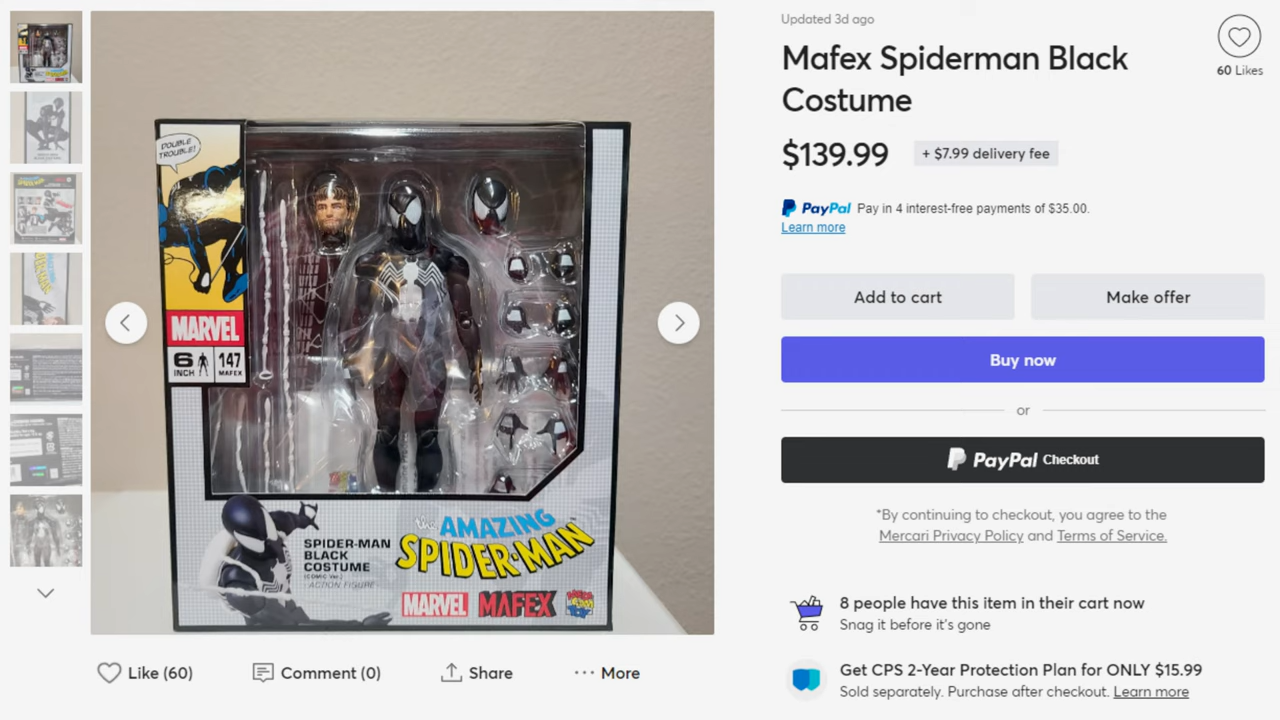 Updated 3d ago
Mafex Spiderman Black
Costume
60 Likes
$139.99
+ $7.99 delivery fee
PayPal Pay in 4 interest-free payments of $35.00.
Learn more
Add to cart
Make offer
Buy now
or
PayPal Checkout
*By continuing to checkout, you agree to the
Mercari Privacy Policy and Terms of Service.
8 people have this item in their cart now
Snag it before it's gone
Get CPS 2-Year Protection Plan for ONLY $15.99
Sold separately. Purchase after checkout. Learn more
DOUBLE
TROUBLE!
MARVEL
6
INCH
147
MAFEX
SPIDER-MAN
BLACK
COSTUME
(COMIC Ver.)
ACTION FIGURE
the AMAZING
SPIDER-MAN
MARVEL MAFEX
Like (60)
Comment (0)
Share
More